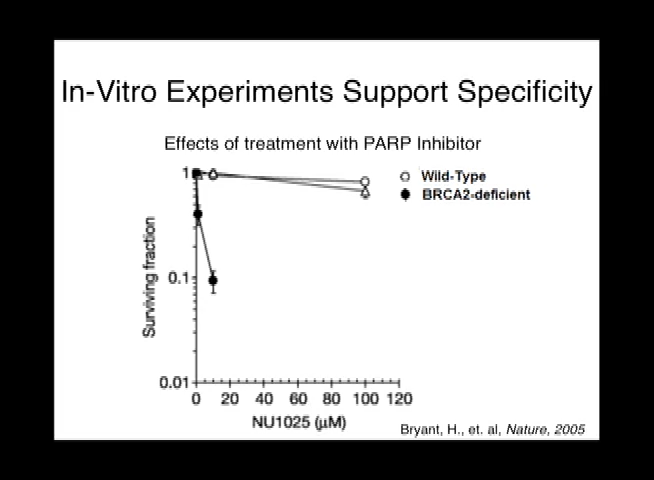 In-Vitro Experiments Support Specificity
Effects of treatment with PARP Inhibitor
Wild-Type
BRCA2-deficient
Surviving fraction
1
0.1
0.01
0 20 40 60 80 100 120
NU1025 (μM)
Bryant, H., et. al, Nature, 2005